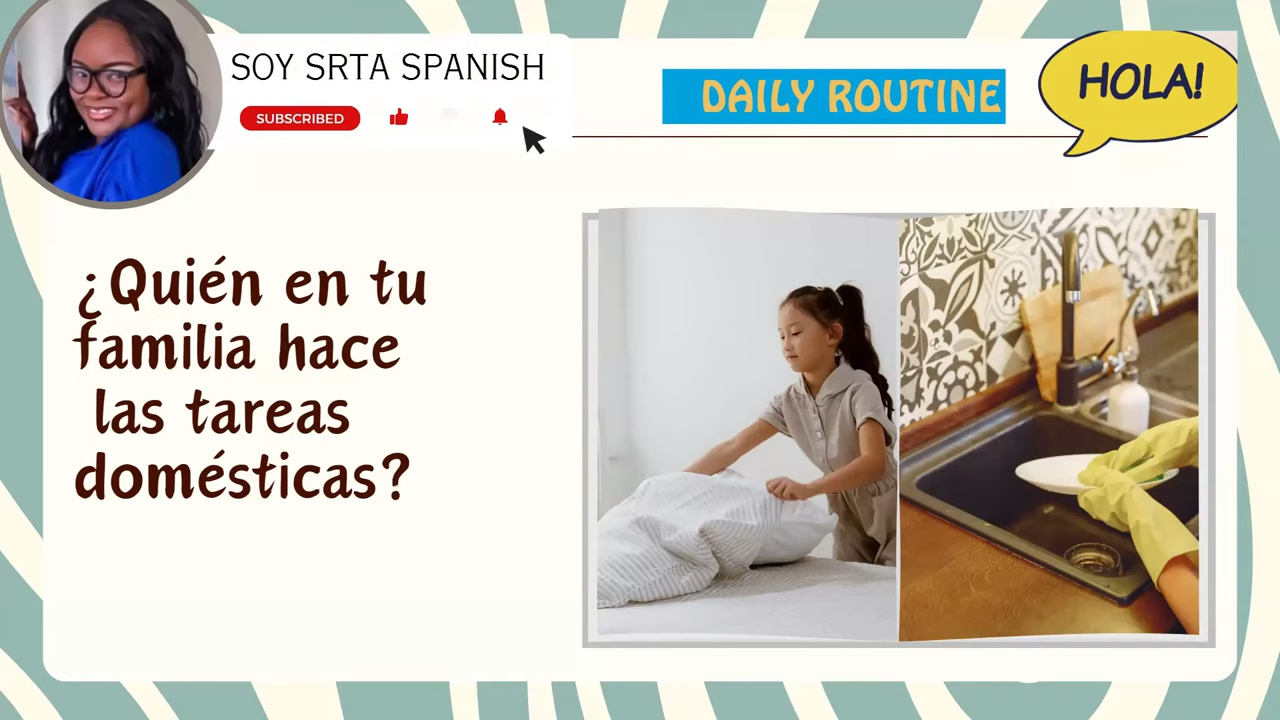 SOY SRTA SPANISH
SUBSCRIBED
DAILY ROUTINE
HOLA!
¿Quién en tu
familia hace
las tareas
domésticas?